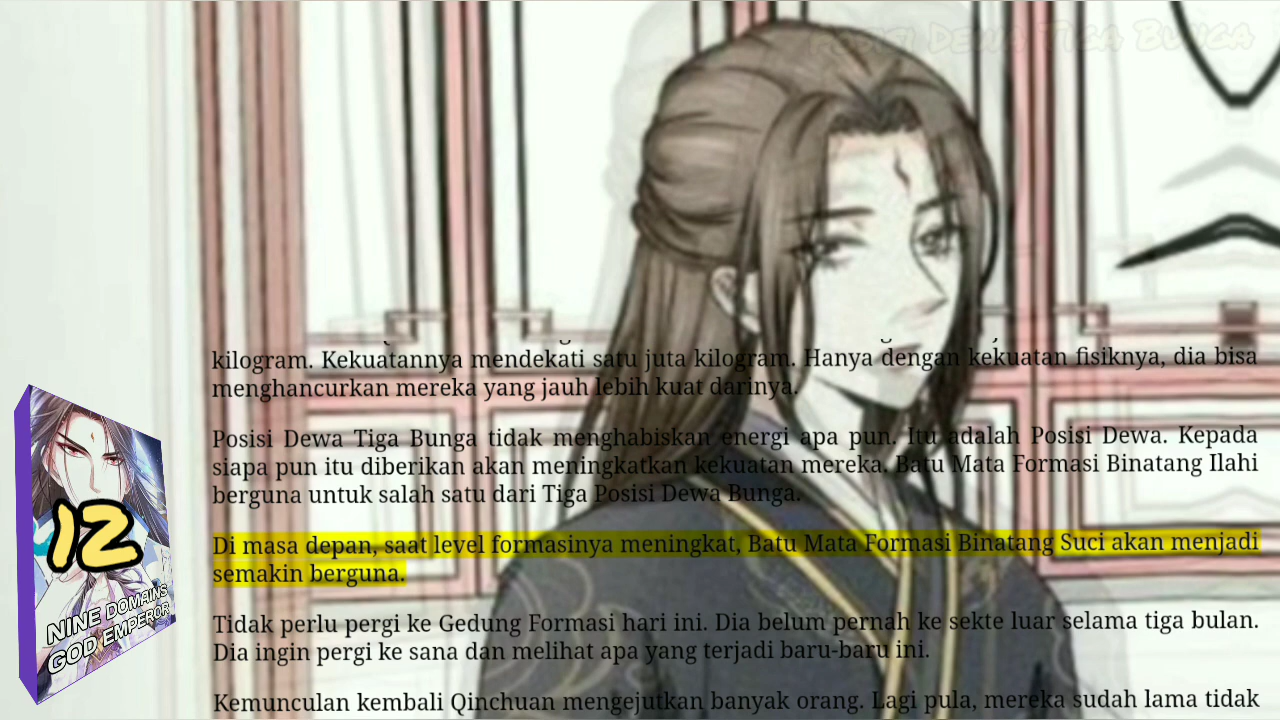 Posisi Dewa Tiga Bunga
kilogram. Kekuatannya mendekati satu juta kilogram. Hanya dengan kekuatan fisiknya, dia bisa
menghancurkan mereka yang jauh lebih kuat darinya.
Posisi Dewa Tiga Bunga tidak menghabiskan energi apa pun. Itu adalah Posisi Dewa. Kepada
siapa pun itu diberikan akan meningkatkan kekuatan mereka. Batu Mata Formasi Binatang Ilahi
berguna untuk salah satu dari Tiga Posisi Dewa Bunga.
Di masa depan, saat level formasinya meningkat, Batu Mata Formasi Binatang Suci akan menjadi
semakin berguna.
Tidak perlu pergi ke Gedung Formasi hari ini. Dia belum pernah ke sekte luar selama tiga bulan.
Dia ingin pergi ke sana dan melihat apa yang terjadi baru-baru ini.
Kemunculan kembali Qinchuan mengejutkan banyak orang. Lagi pula, mereka sudah lama tidak
12
NINE DOMAINS
GOD EMPEROR